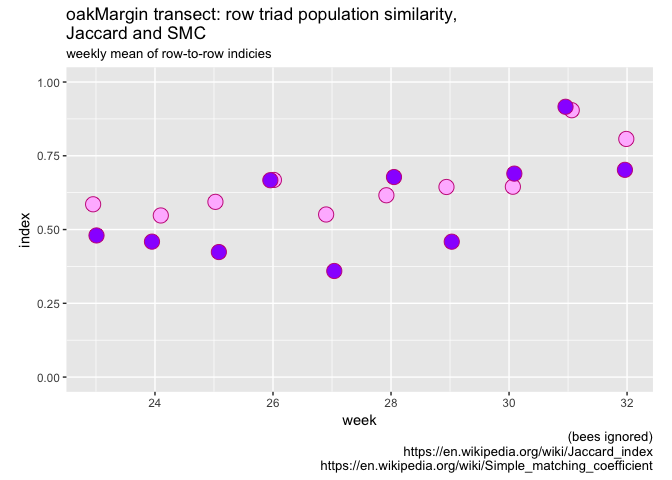 oakMargin transect: row triad population similarity,
Jaccard and SMC
weekly mean of row-to-row indicies
1.00
0.75
0.50
0.25
0.00
index
24 26 28 30 32
week
(bees ignored)
https://en.wikipedia.org/wiki/Jaccard_index
https://en.wikipedia.org/wiki/Simple_matching_coefficient